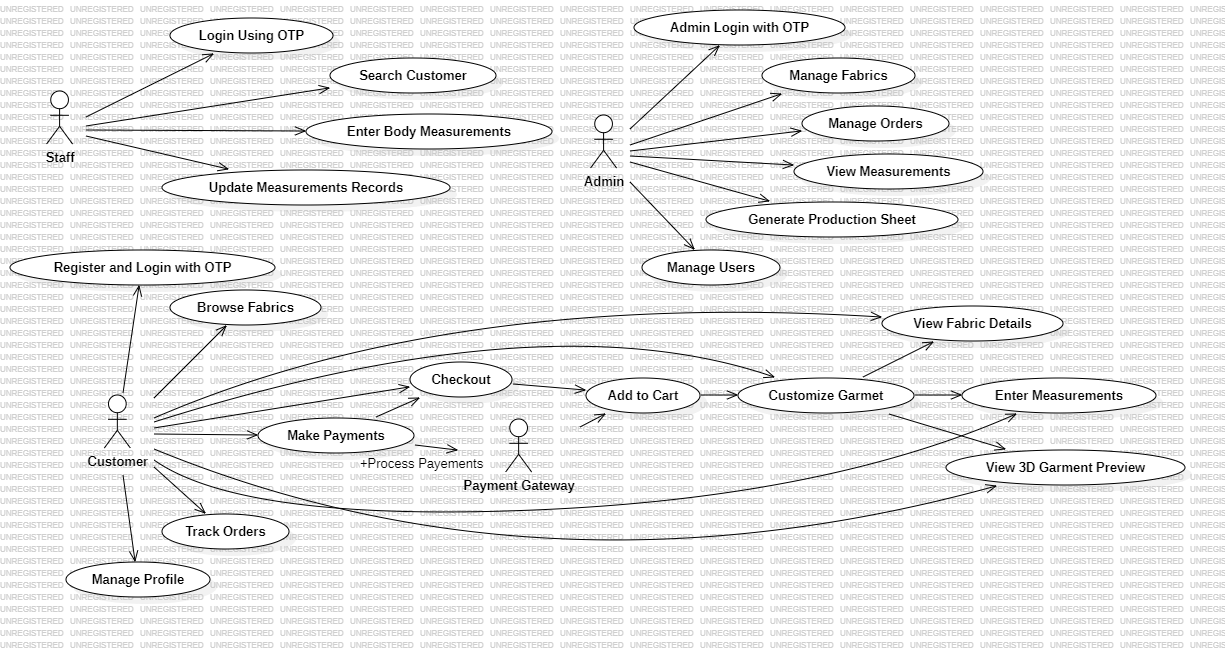 Login Using OTP
Search Customer
Enter Body Measurements
Staff
Update Measurements Records
Admin Login with OTP
Manage Fabrics
Manage Orders
View Measurements
Admin
Generate Production Sheet
Manage Users
Register and Login with OTP
Browse Fabrics
View Fabric Details
Checkout
Add to Cart
Customize Garmet
Enter Measurements
Make Payments
+Process Payements
Customer
Payment Gateway
View 3D Garment Preview
Track Orders
Manage Profile
UNREGISTERED